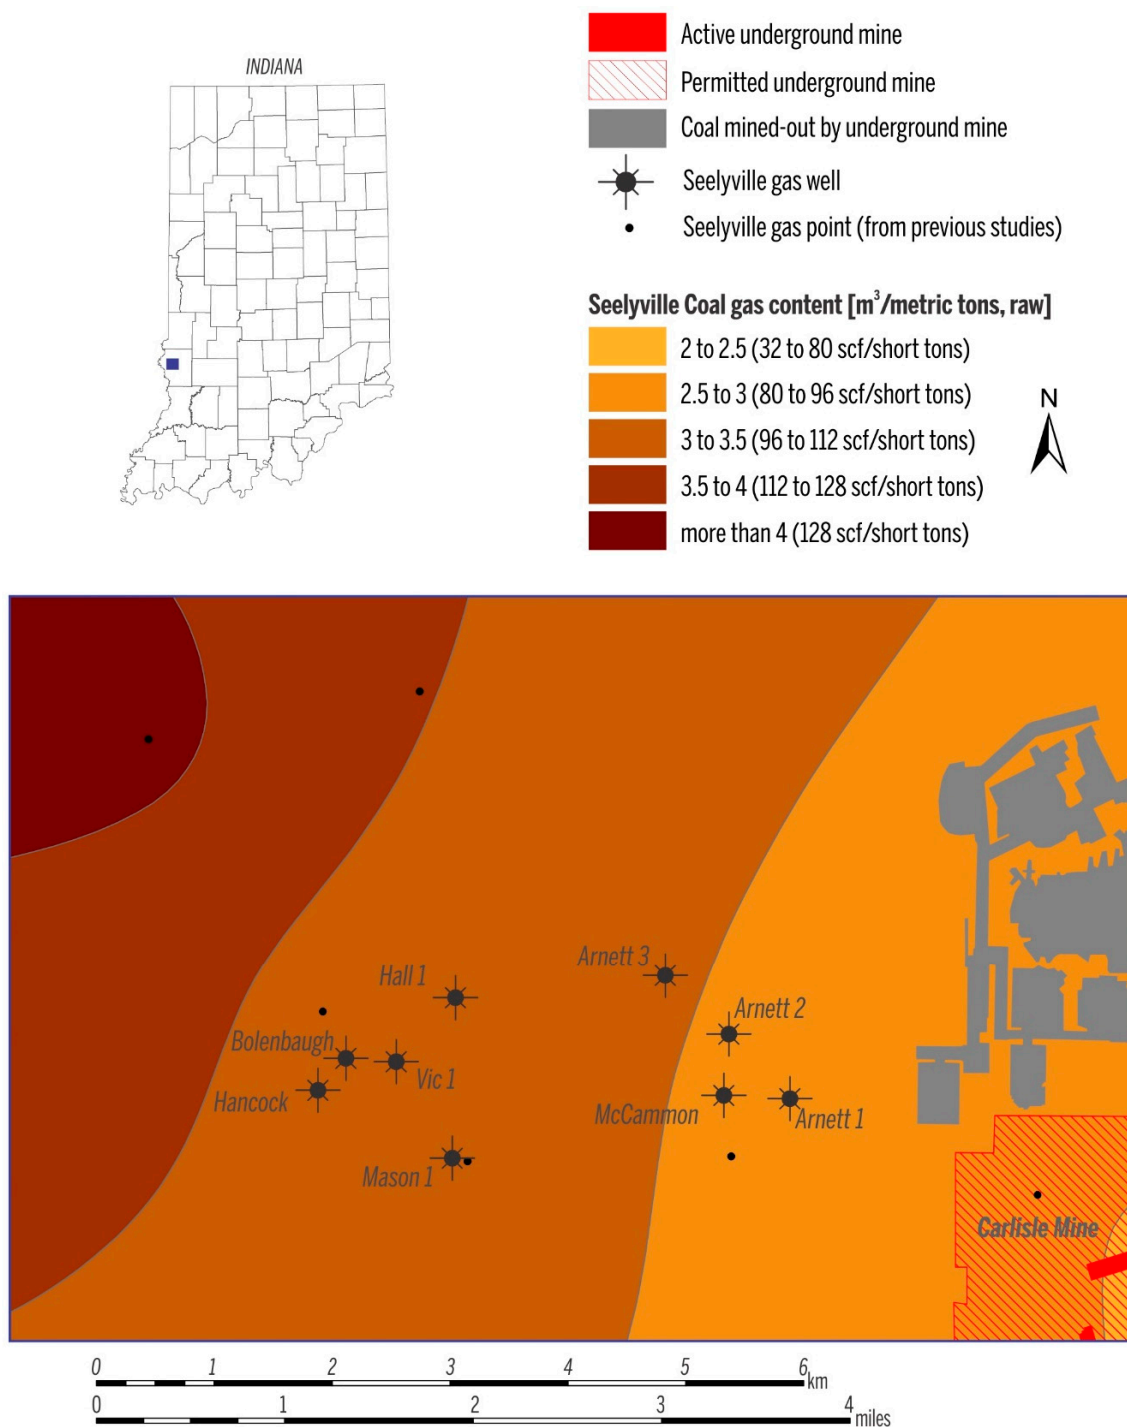 INDIANA
Active underground mine
Permitted underground mine
Coal mined-out by underground mine
Seelyville gas well
Seelyville gas point (from previous studies)
Seelyville Coal gas content [m³/metric tons, raw]
2 to 2.5 (32 to 80 scf/short tons)
2.5 to 3 (80 to 96 scf/short tons)
3 to 3.5 (96 to 112 scf/short tons)
3.5 to 4 (112 to 128 scf/short tons)
more than 4 (128 scf/short tons)
N
Arnett 3
Hall 1
Arnett 2
Bolenbaugh
Vic 1
Hancock
McCammon
Arnett 1
Mason 1
Carlisle Mine
0 1 2 3 4 5 6 km
0 1 2 3 4 miles